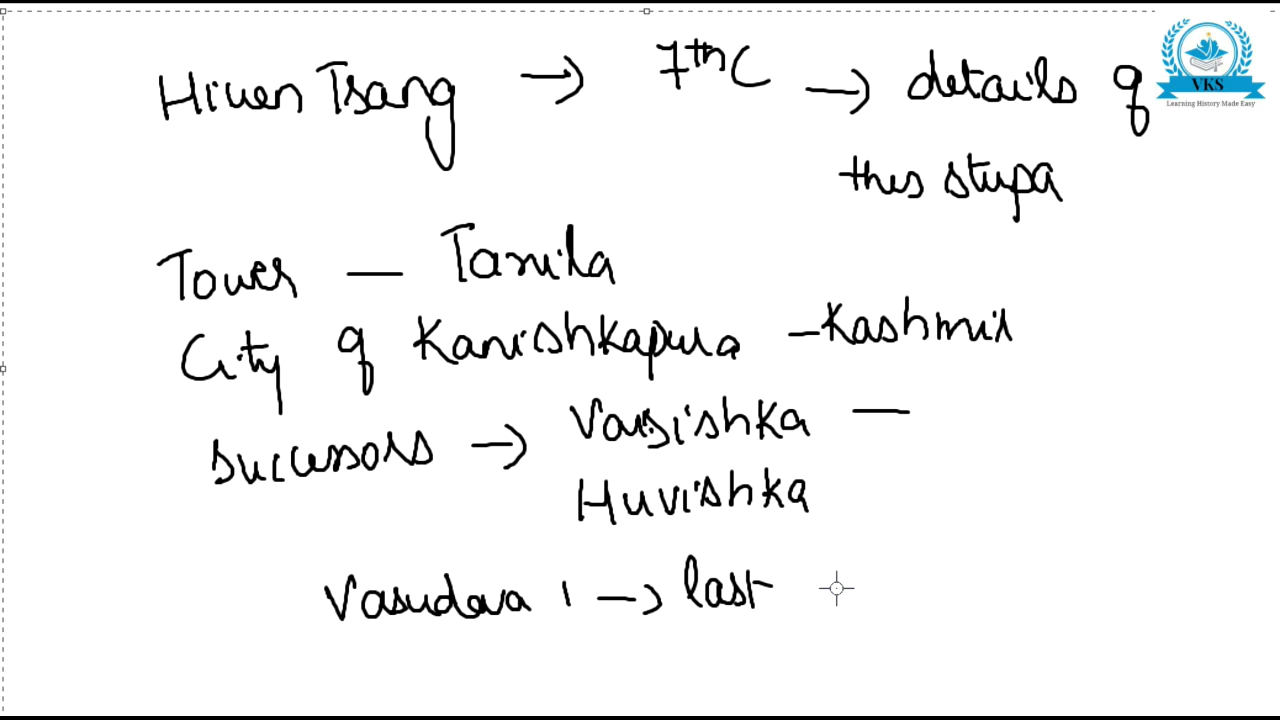 Hiuen Tsang → 7th C → details of
this stupa
VKS
Learning History Made Easy
Tower — Taxila
City of Kanishkapura – Kashmir
Successors → Vasishka —
Huvishka
Vasudeva 1 → last